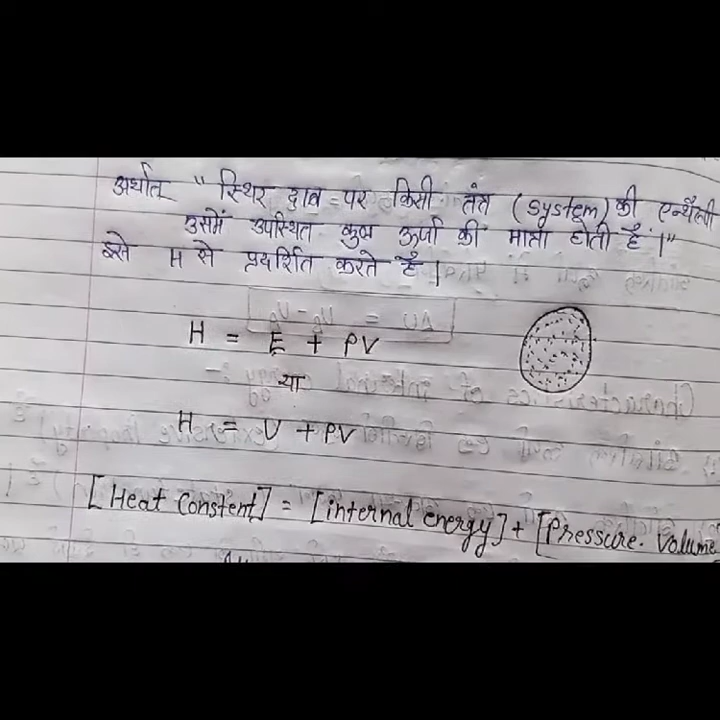 अर्थात् " स्थिर दाब पर किसी तंत्र (system) की एन्थैल्पी
उसमें उपस्थित कुल ऊर्जा की मात्रा होती है ।"
इसे H से प्रदर्शित करते है ।
H = E + PV
या
H = U + PV
[Heat Constent] = [internal energy] + [Pressure. Volume